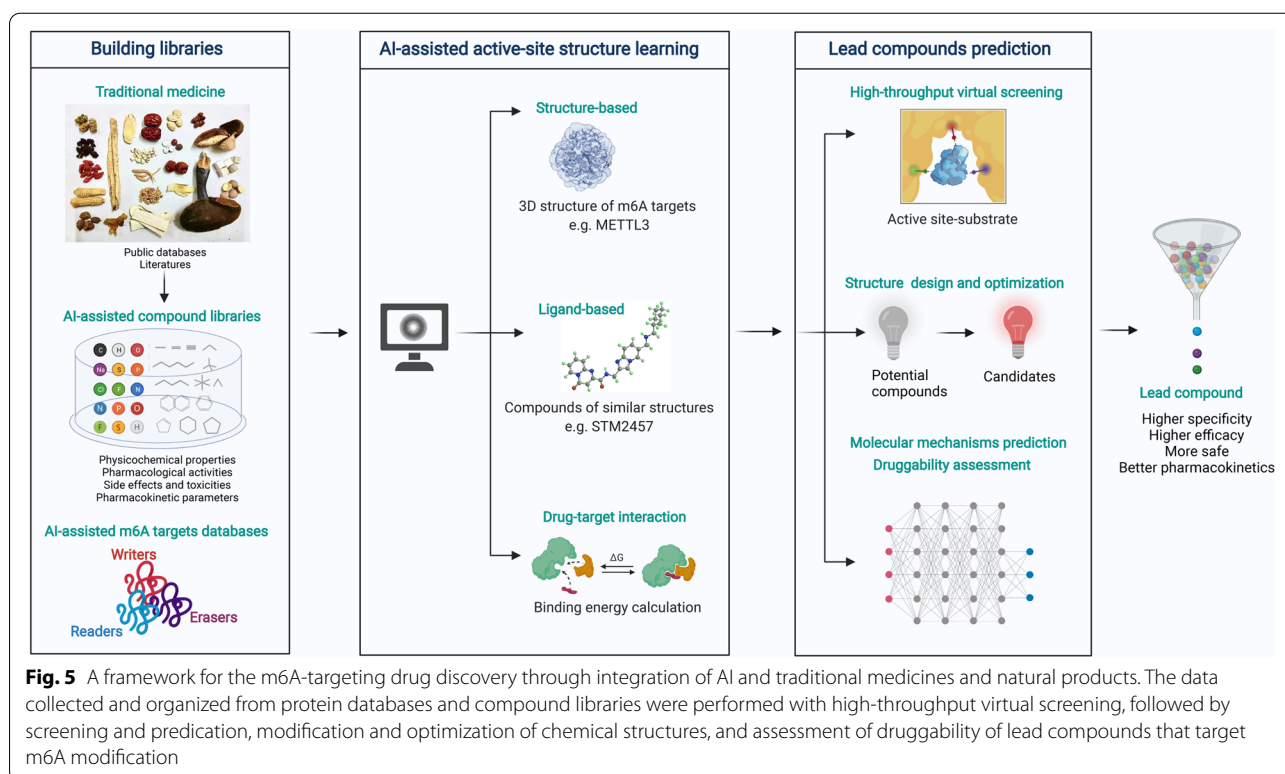 Building libraries
Traditional medicine
Public databases
Literatures
AI-assisted compound libraries
C H O
Na S P
Cl F N
N P O
F S H
Physicochemical properties
Pharmacological activities
Side effects and toxicities
Pharmacokinetic parameters
AI-assisted m6A targets databases
Writers
Erasers
Readers
AI-assisted active-site structure learning
Structure-based
3D structure of m6A targets
e.g. METTL3
Ligand-based
Compounds of similar structures
e.g. STM2457
Drug-target interaction
ΔG
Binding energy calculation
Lead compounds prediction
High-throughput virtual screening
Active site-substrate
Structure design and optimization
Potential
compounds
Candidates
Molecular mechanisms prediction
Druggability assessment
Lead compound
Higher specificity
Higher efficacy
More safe
Better pharmacokinetics
Fig. 5 A framework for the m6A-targeting drug discovery through integration of AI and traditional medicines and natural products. The data
collected and organized from protein databases and compound libraries were performed with high-throughput virtual screening, followed by
screening and predication, modification and optimization of chemical structures, and assessment of druggability of lead compounds that target
m6A modification